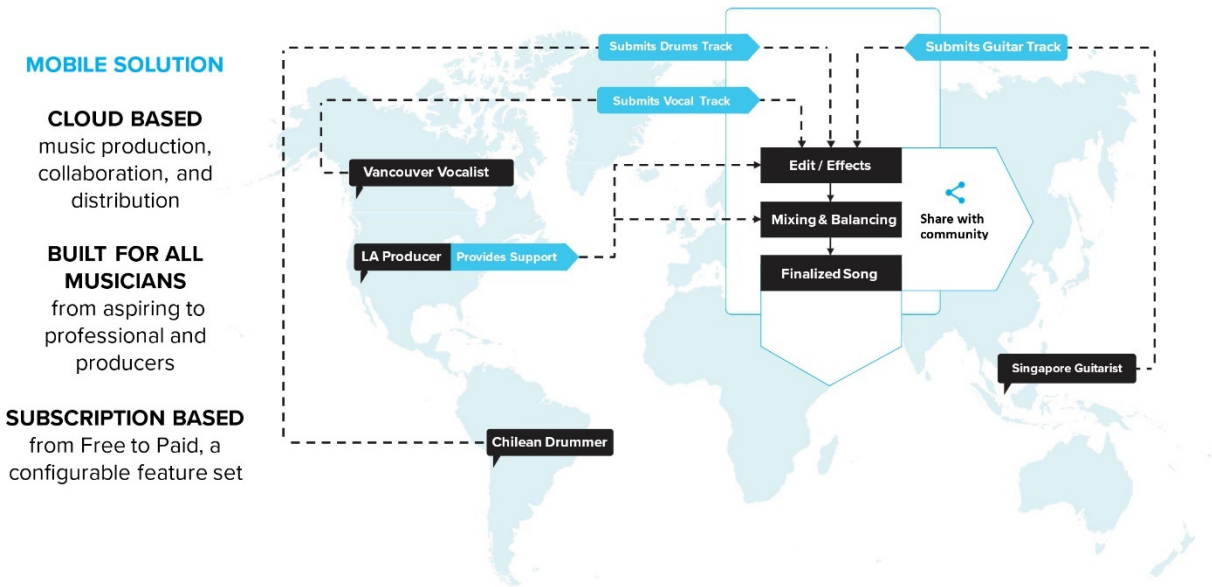 MOBILE SOLUTION
CLOUD BASED
music production,
collaboration, and
distribution
BUILT FOR ALL
MUSICIANS
from aspiring to
professional and
producers
SUBSCRIPTION BASED
from Free to Paid, a
configurable feature set
Submits Drums Track
Submits Guitar Track
Submits Vocal Track
Vancouver Vocalist
LA Producer
Provides Support
Edit / Effects
Mixing & Balancing
Finalized Song
Share with
community
Singapore Guitarist
Chilean Drummer